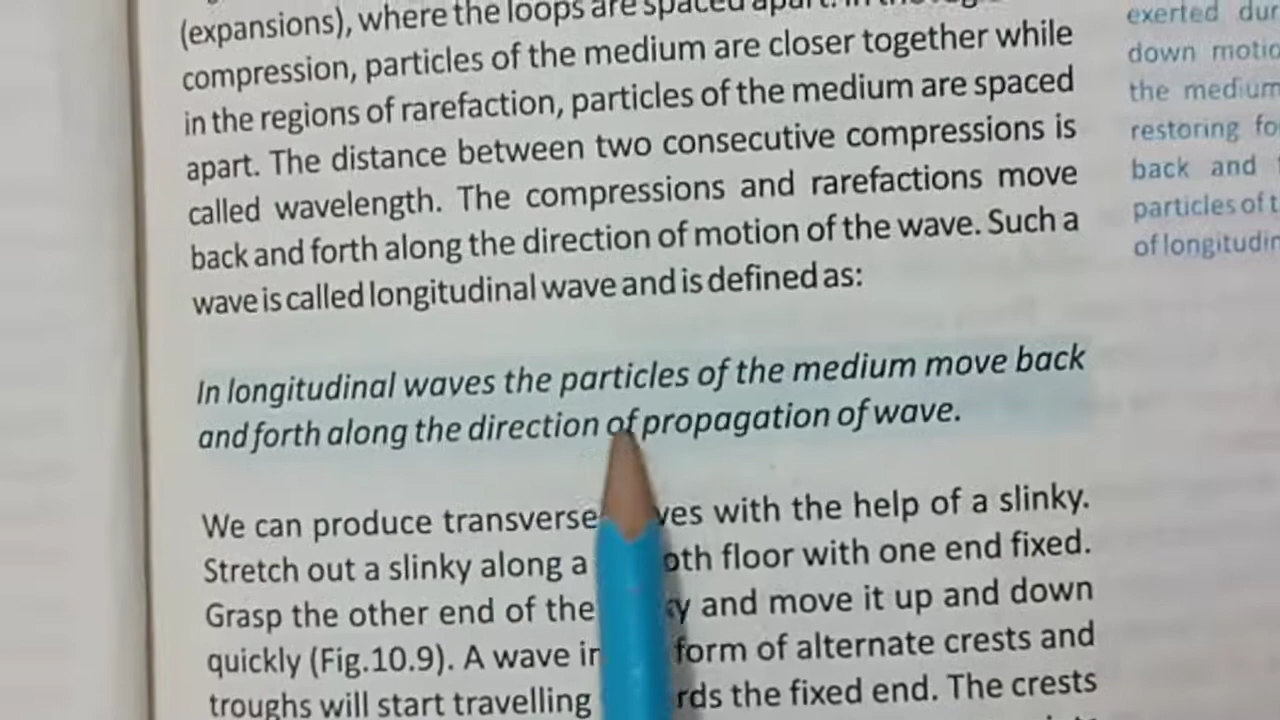 (expansions), where the loops are spaced apart. In the
compression, particles of the medium are closer together while
in the regions of rarefaction, particles of the medium are spaced
apart. The distance between two consecutive compressions is
called wavelength. The compressions and rarefactions move
back and forth along the direction of motion of the wave. Such a
wave is called longitudinal wave and is defined as:
In longitudinal waves the particles of the medium move back
and forth along the direction of propagation of wave.
We can produce transverse ves with the help of a slinky.
Stretch out a slinky along a oth floor with one end fixed.
Grasp the other end of the ky and move it up and down
quickly (Fig.10.9). A wave in form of alternate crests and
troughs will start travelling rds the fixed end. The crests
exerted dur
down motio
the medium
restoring fo
back and
particles of t
of longitudin